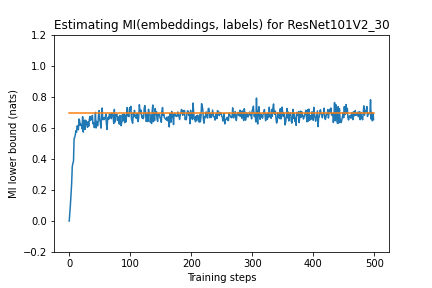 Estimating MI(embeddings, labels) for ResNet101V2_30
MI lower bound (nats)
1.2
1.0
0.8
0.6
0.4
0.2
0.0
−0.2
0 100 200 300 400 500
Training steps